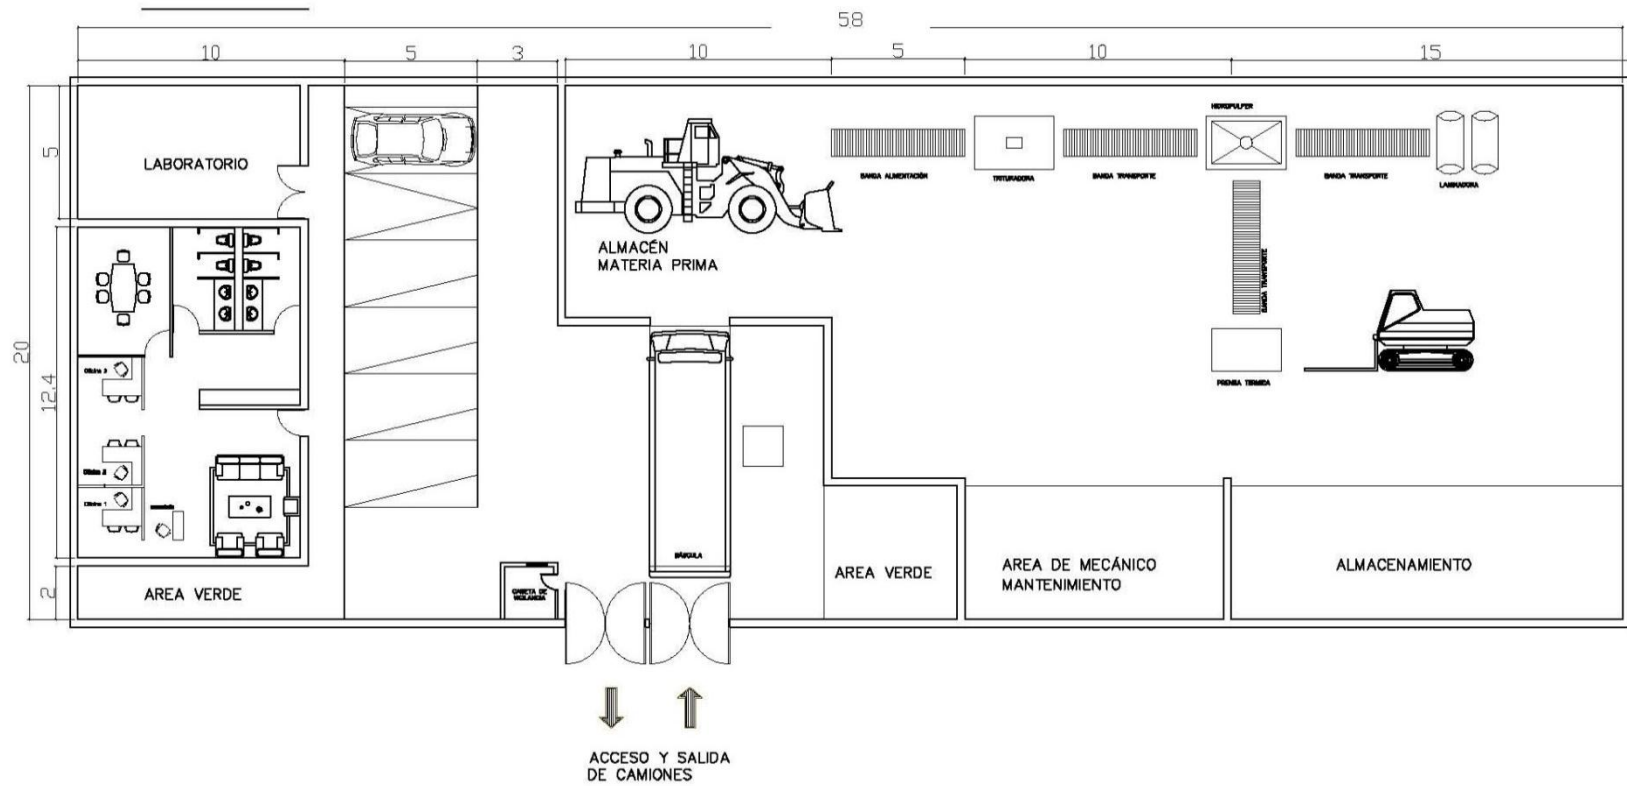 58
10
5
3
10
5
10
15
HIDROPULPER
5
LABORATORIO
BANDA ALIMENTACIÓN
TRITURADORA
BANDA TRANSPORTE
BANDA TRANSPORTE
LAMINADORA
ALMACÉN
MATERIA PRIMA
BANDA TRANSPORTE
20
12.4
Oficina 3
PRENSA TERMICA
Oficina 2
Oficina 1
BÁSCULA
2
AREA VERDE
CASETA DE
VIGILANCIA
AREA VERDE
AREA DE MECÁNICO
MANTENIMIENTO
ALMACENAMIENTO
ACCESO Y SALIDA
DE CAMIONES